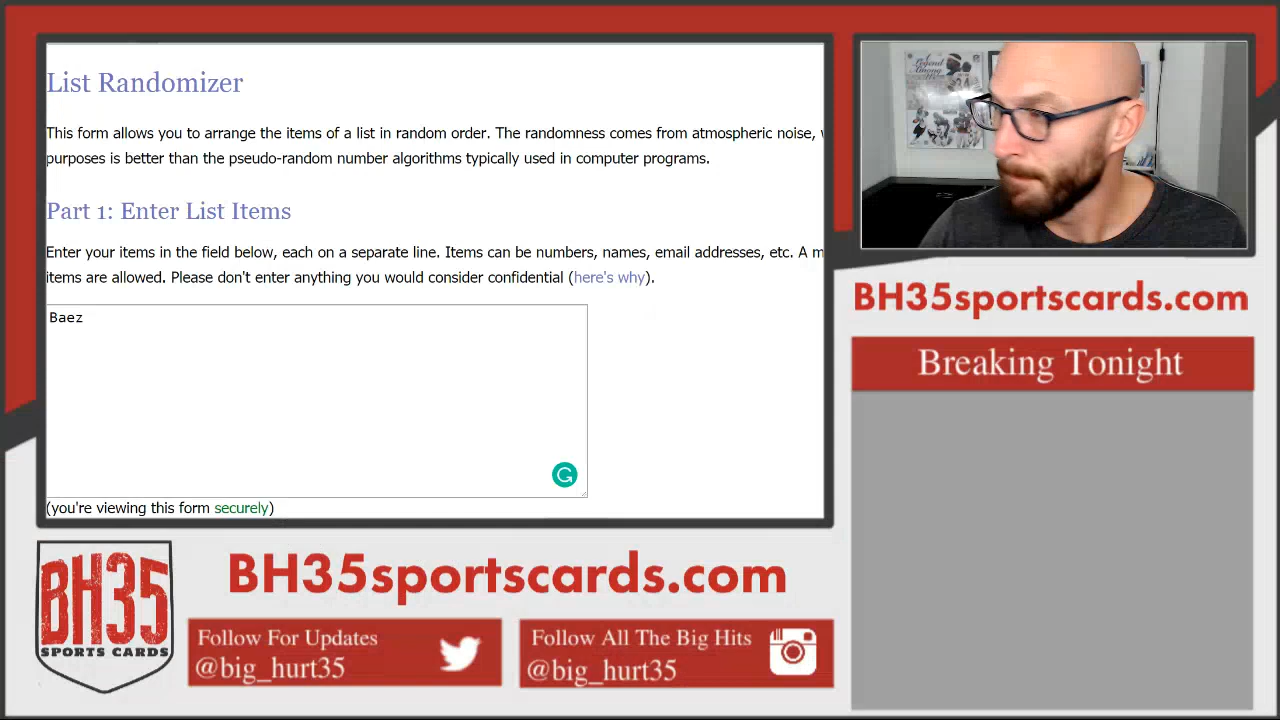 List Randomizer
This form allows you to arrange the items of a list in random order. The randomness comes from atmospheric noise,
purposes is better than the pseudo-random number algorithms typically used in computer programs.
Part 1: Enter List Items
Enter your items in the field below, each on a separate line. Items can be numbers, names, email addresses, etc. A m
items are allowed. Please don't enter anything you would consider confidential (here's why).
Baez
(you're viewing this form securely)
Legend
Among
BH35sportscards.com
Breaking Tonight
BH35
SPORTS CARDS
BH35sportscards.com
Follow For Updates
@big_hurt35
Follow All The Big Hits
@big_hurt35